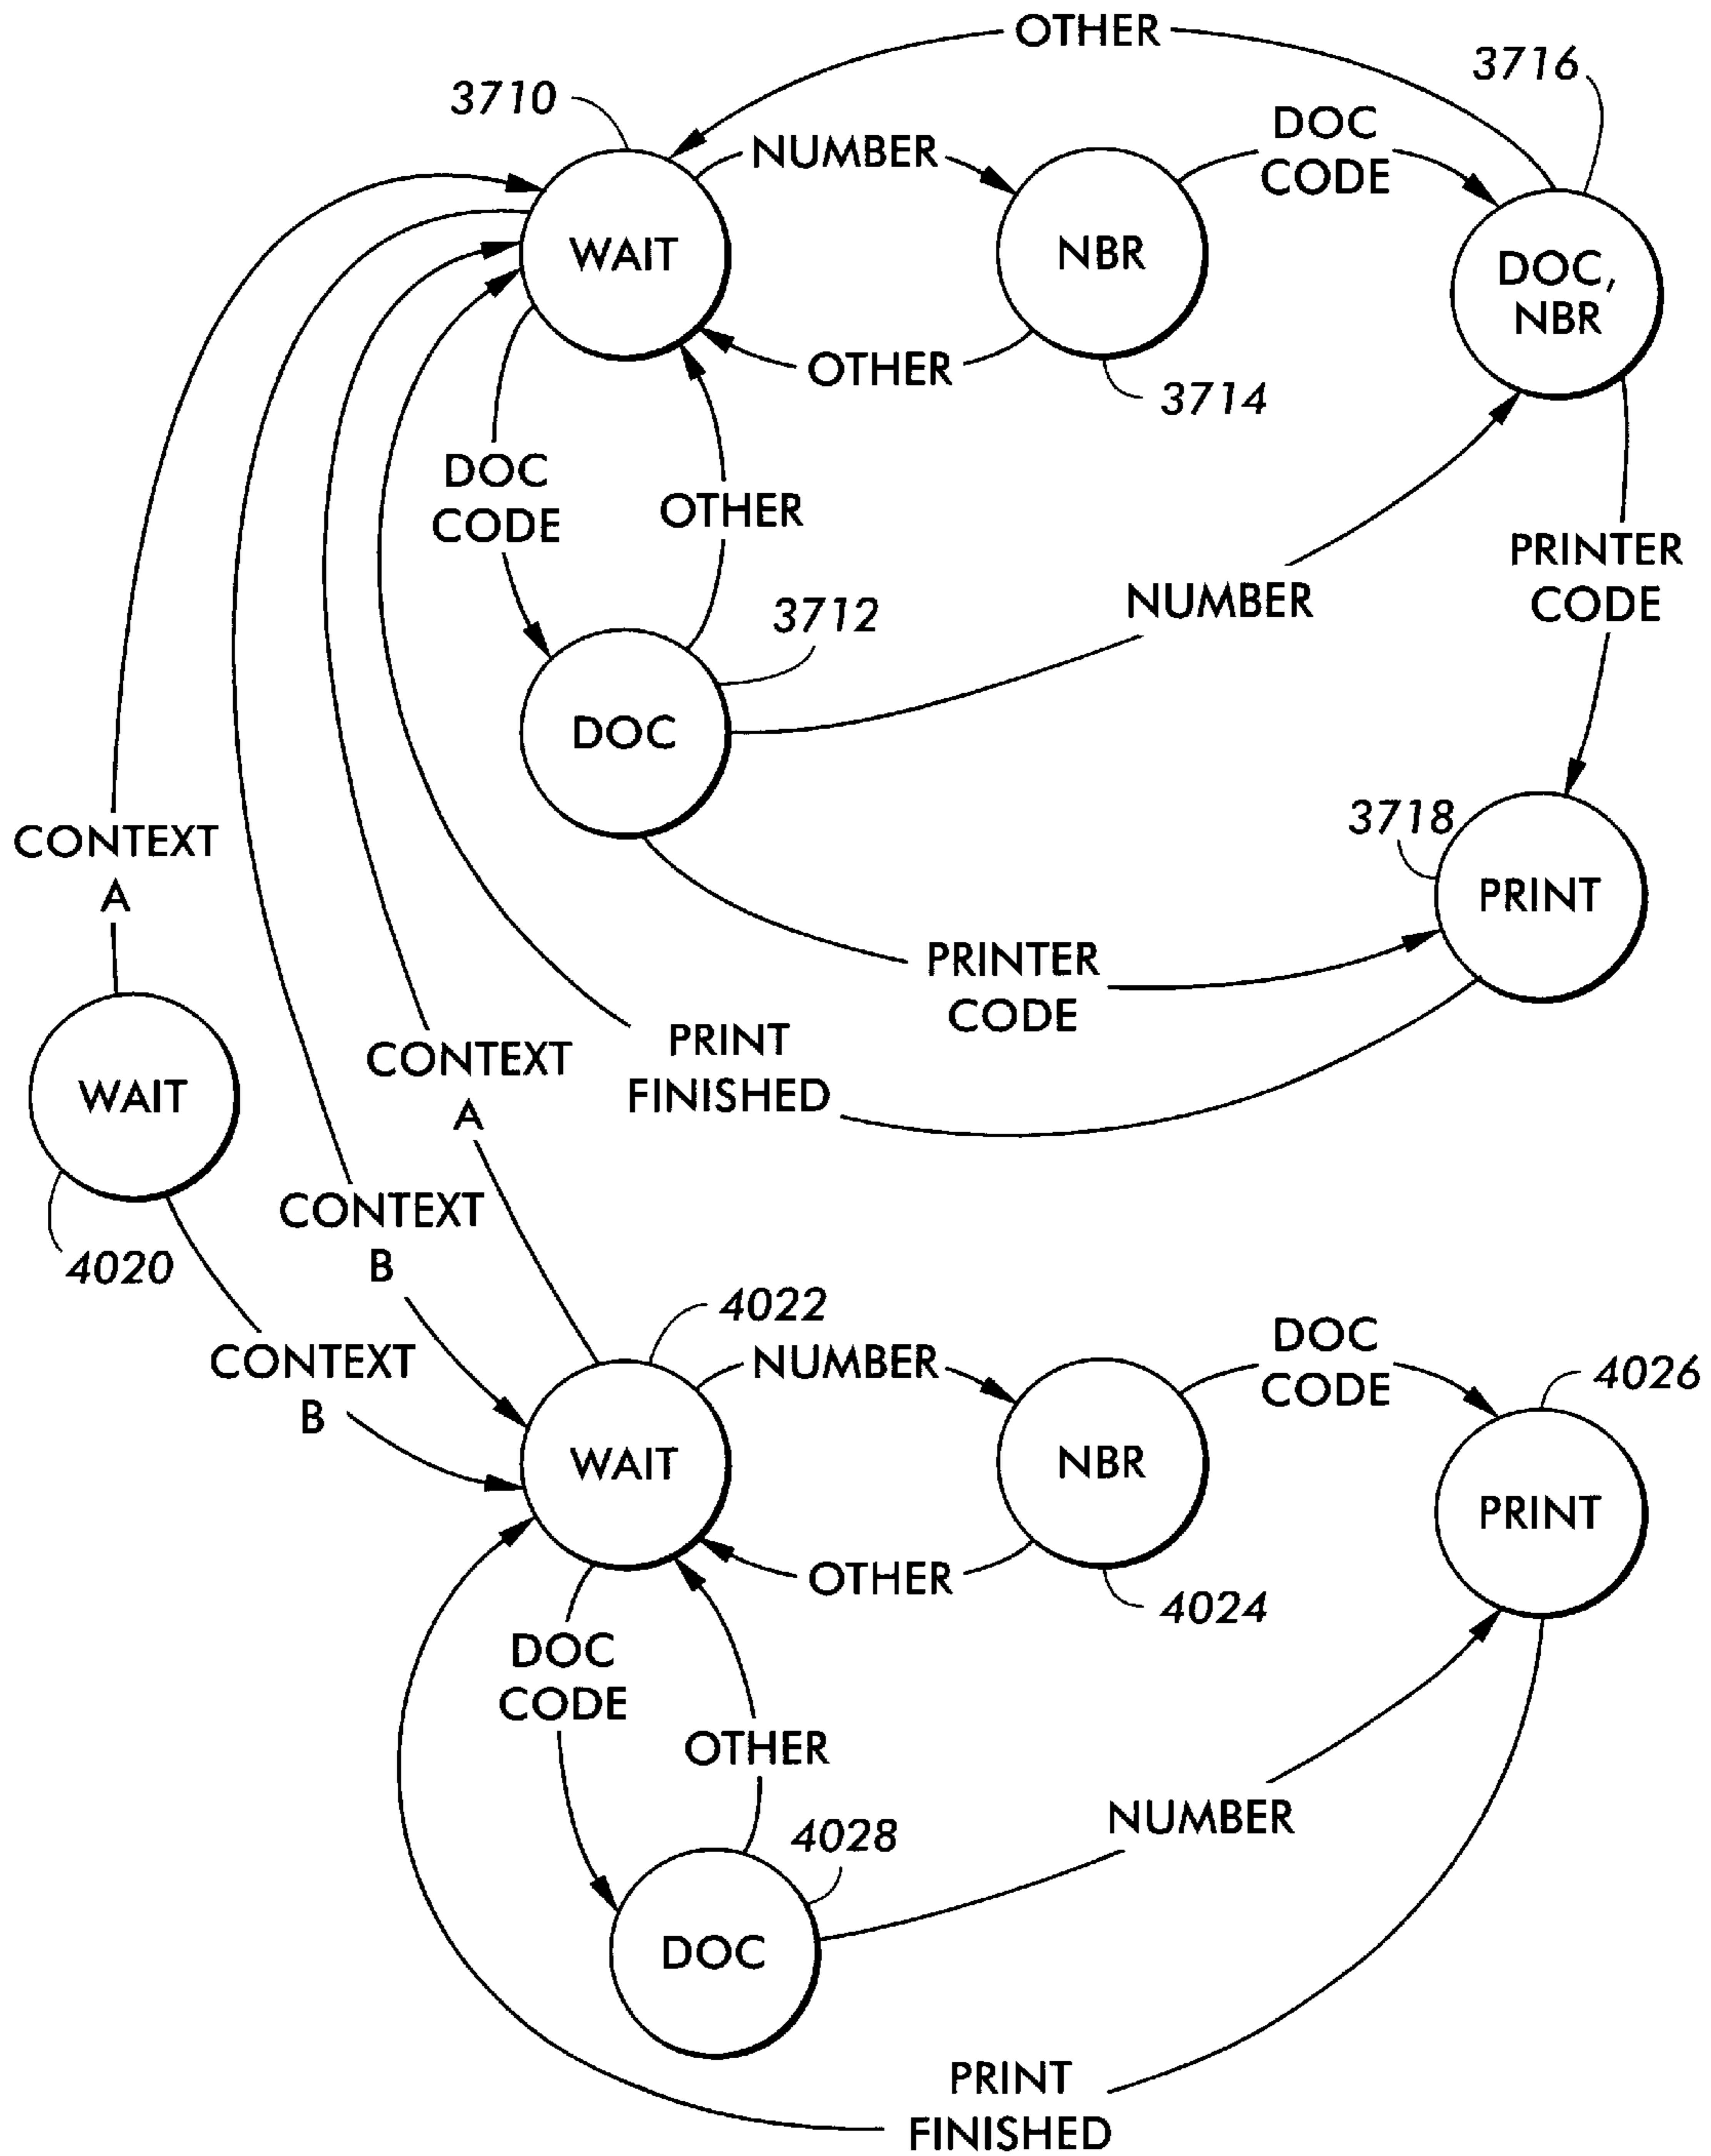 OTHER
3716
3710
DOC
CODE
NUMBER
WAIT
NBR
DOC,
NBR
OTHER
3714
DOC
CODE
OTHER
PRINTER
CODE
NUMBER
3712
DOC
3718
PRINT
CONTEXT
A
PRINTER
CODE
PRINT
FINISHED
CONTEXT
A
WAIT
CONTEXT
B
4020
4022
CONTEXT
B
NUMBER
DOC
CODE
4026
WAIT
NBR
PRINT
OTHER
4024
DOC
CODE
OTHER
NUMBER
4028
DOC
PRINT
FINISHED